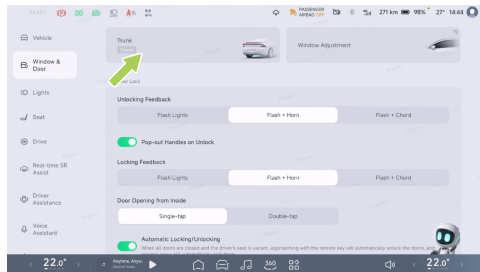 READY
PASSENGER
AIRBAG OFF
271 km
98%
27°
14:44
Vehicle
Window &
Door
Lights
Seat
Drive
Real-time SR
Assist
Driver
Assistance
Voice
Assistant
Trunk
Window Adjustment
Door Lock
Unlocking Feedback
Flash Lights
Flash + Horn
Flash + Chord
Pop-out Handles on Unlock
Locking Feedback
Flash Lights
Flash + Horn
Flash + Chord
Door Opening from Inside
Single-tap
Double-tap
Automatic Locking/Unlocking
When all doors are closed and the driver's seat is vacant, approaching with the remote key will automatically unlock the doors, and
22.0°
Anytime, Anyw
360
22.0°